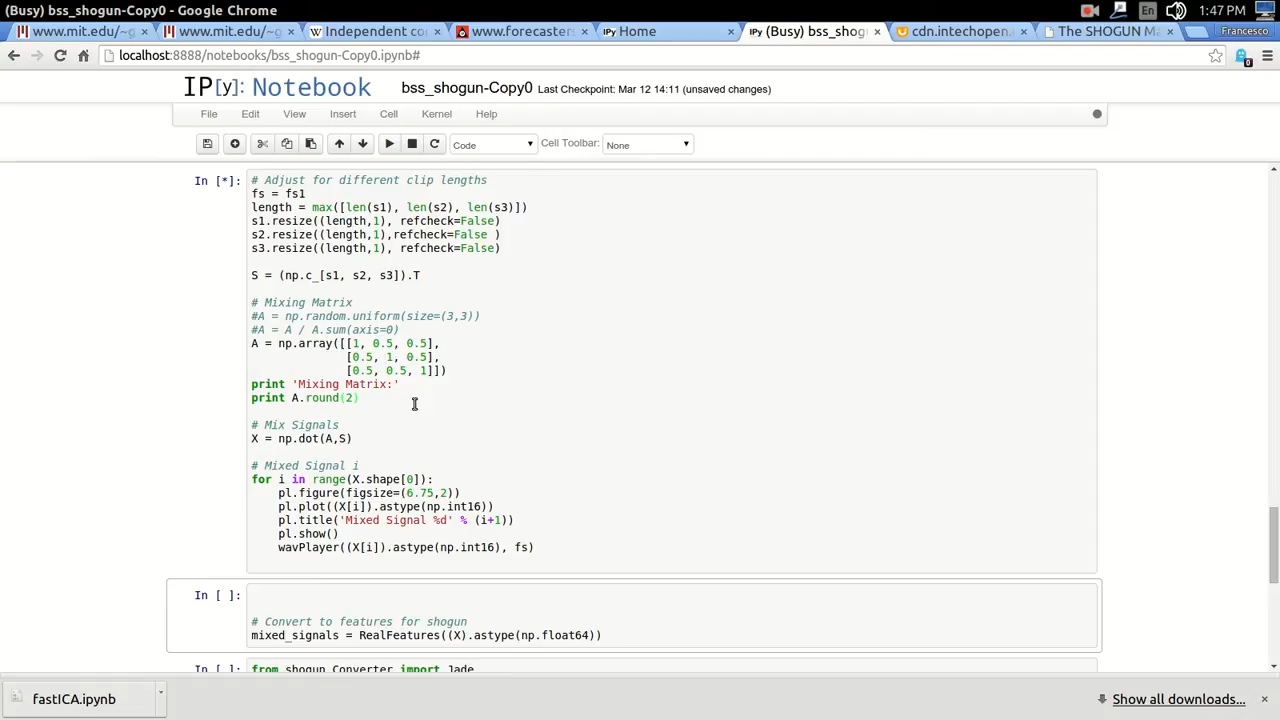 (Busy) bss_shogun-Copy0 - Google Chrome
En
1:47 PM
www.mit.edu/~g
www.mit.edu/~g
Independent co
www.forecaster
IPy Home
IPy (Busy) bss_shog
cdn.intechopen.
The SHOGUN Ma
Francesco
localhost:8888/notebooks/bss_shogun-Copy0.ipynb#
0
IP[y]: Notebook bss_shogun-Copy0 Last Checkpoint: Mar 12 14:11 (unsaved changes)
File Edit View Insert Cell Kernel Help
Code Cell Toolbar: None
In [*]: # Adjust for different clip lengths
fs = fs1
length = max([len(s1), len(s2), len(s3)])
s1.resize((length,1), refcheck=False)
s2.resize((length,1),refcheck=False )
s3.resize((length,1), refcheck=False)
S = (np.c_[s1, s2, s3]).T
# Mixing Matrix
#A = np.random.uniform(size=(3,3))
#A = A / A.sum(axis=0)
A = np.array([[1, 0.5, 0.5],
[0.5, 1, 0.5],
[0.5, 0.5, 1]])
print 'Mixing Matrix:'
print A.round(2)
# Mix Signals
X = np.dot(A,S)
# Mixed Signal i
for i in range(X.shape[0]):
pl.figure(figsize=(6.75,2))
pl.plot((X[i]).astype(np.int16))
pl.title('Mixed Signal %d' % (i+1))
pl.show()
wavPlayer((X[i]).astype(np.int16), fs)
In [ ]:
# Convert to features for shogun
mixed_signals = RealFeatures((X).astype(np.float64))
In [ ]: from shogun.Converter import Jade
fastICA.ipynb
Show all downloads...